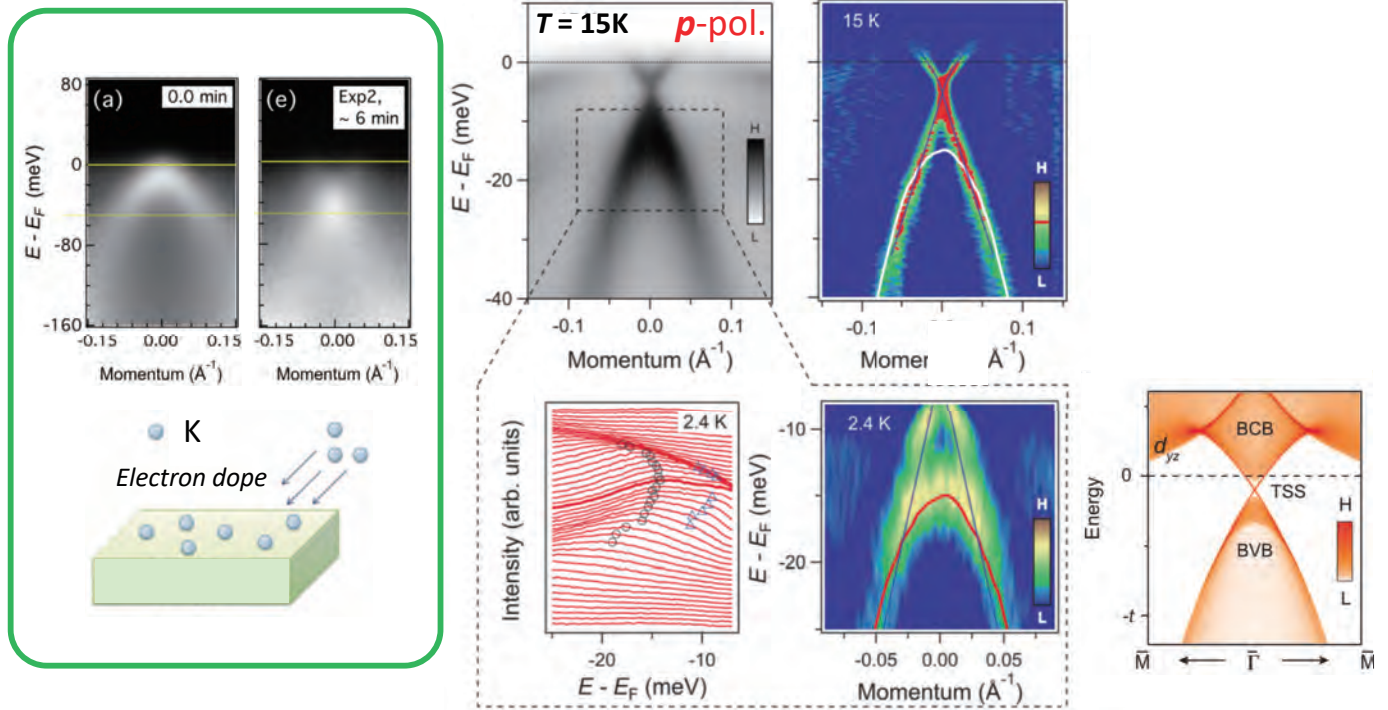 (a)
0.0 min
(e)
Exp2,
~ 6 min
80
0
-80
-160
E - E_F (meV)
-0.15
0.00
0.15
-0.15
0.00
0.15
Momentum (Å⁻¹)
Momentum (Å⁻¹)
K
Electron dope
T = 15K
p-pol.
0
-20
-40
E - E_F (meV)
H
L
-0.1
0.0
0.1
Momentum (Å⁻¹)
15 K
H
L
-0.1
0.1
Å⁻¹)
2.4 K
Intensity (arb. units)
-20
-10
E - E_F (meV)
2.4 K
-10
-20
E - E_F (meV)
H
L
-0.05
0.00
0.05
Momentum (Å⁻¹)
BCB
d_yz
0
TSS
Energy
BVB
H
L
-t
M̄
Γ̄
M̄